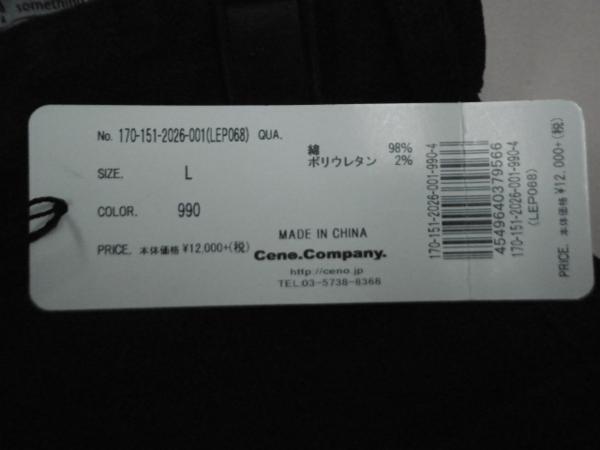 something
No. 170-151-2026-001(LEP068) QUA.
SIZE. L
COLOR. 990
PRICE. 本体価格 ¥12,000+(税)
綿 98%
ポリウレタン 2%
MADE IN CHINA
Cene.Company.
http://ceno.jp
TEL:03-5738-8368
170-151-2026-001-990-4
4549640379566
170-151-2026-001-990-4
(LEP068)
PRICE. 本体価格 ¥12,000+(税)